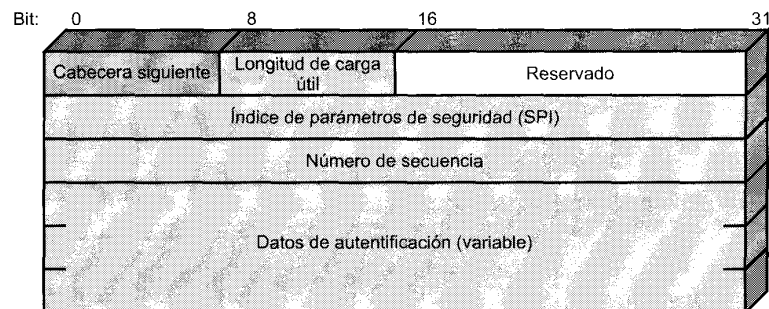 Bit: 0 8 16 31
Cabecera siguiente
Longitud de carga
útil
Reservado
Índice de parámetros de seguridad (SPI)
Número de secuencia
Datos de autentificación (variable)